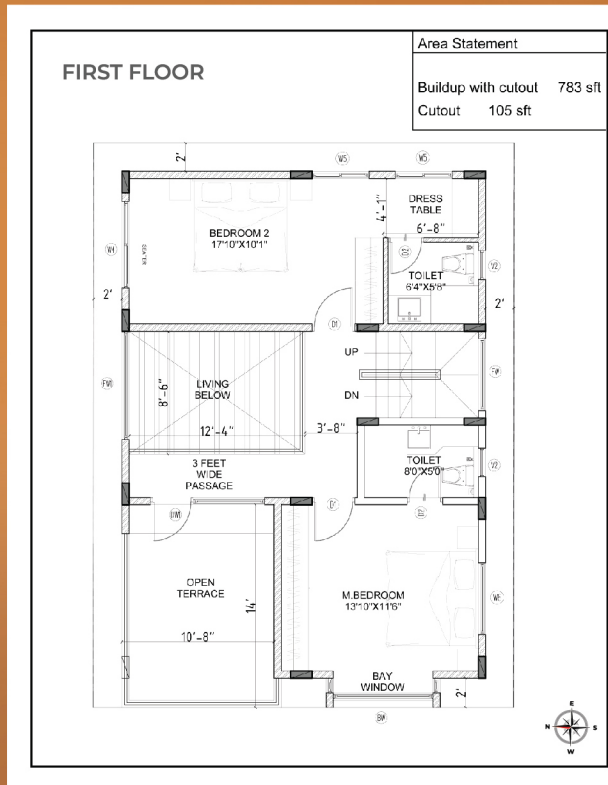 FIRST FLOOR
Area Statement
Buildup with cutout 783 sft
Cutout 105 sft
2'
W5
W5
DRESS
TABLE
4'-1"
6'-8"
BEDROOM 2
17'10"X10'1"
W4
D2
TOILET
6'4"X5'8"
V2
2'
2'
D1
UP
LIVING
BELOW
8'-6"
DN
12'-4"
3'-8"
TOILET
8'0"X5'0"
V2
3 FEET
WIDE
PASSAGE
D1
D2
OPEN
TERRACE
14'
M.BEDROOM
13'10"X11'6"
10'-8"
BAY
WINDOW
2'
BW
E
N
S
W